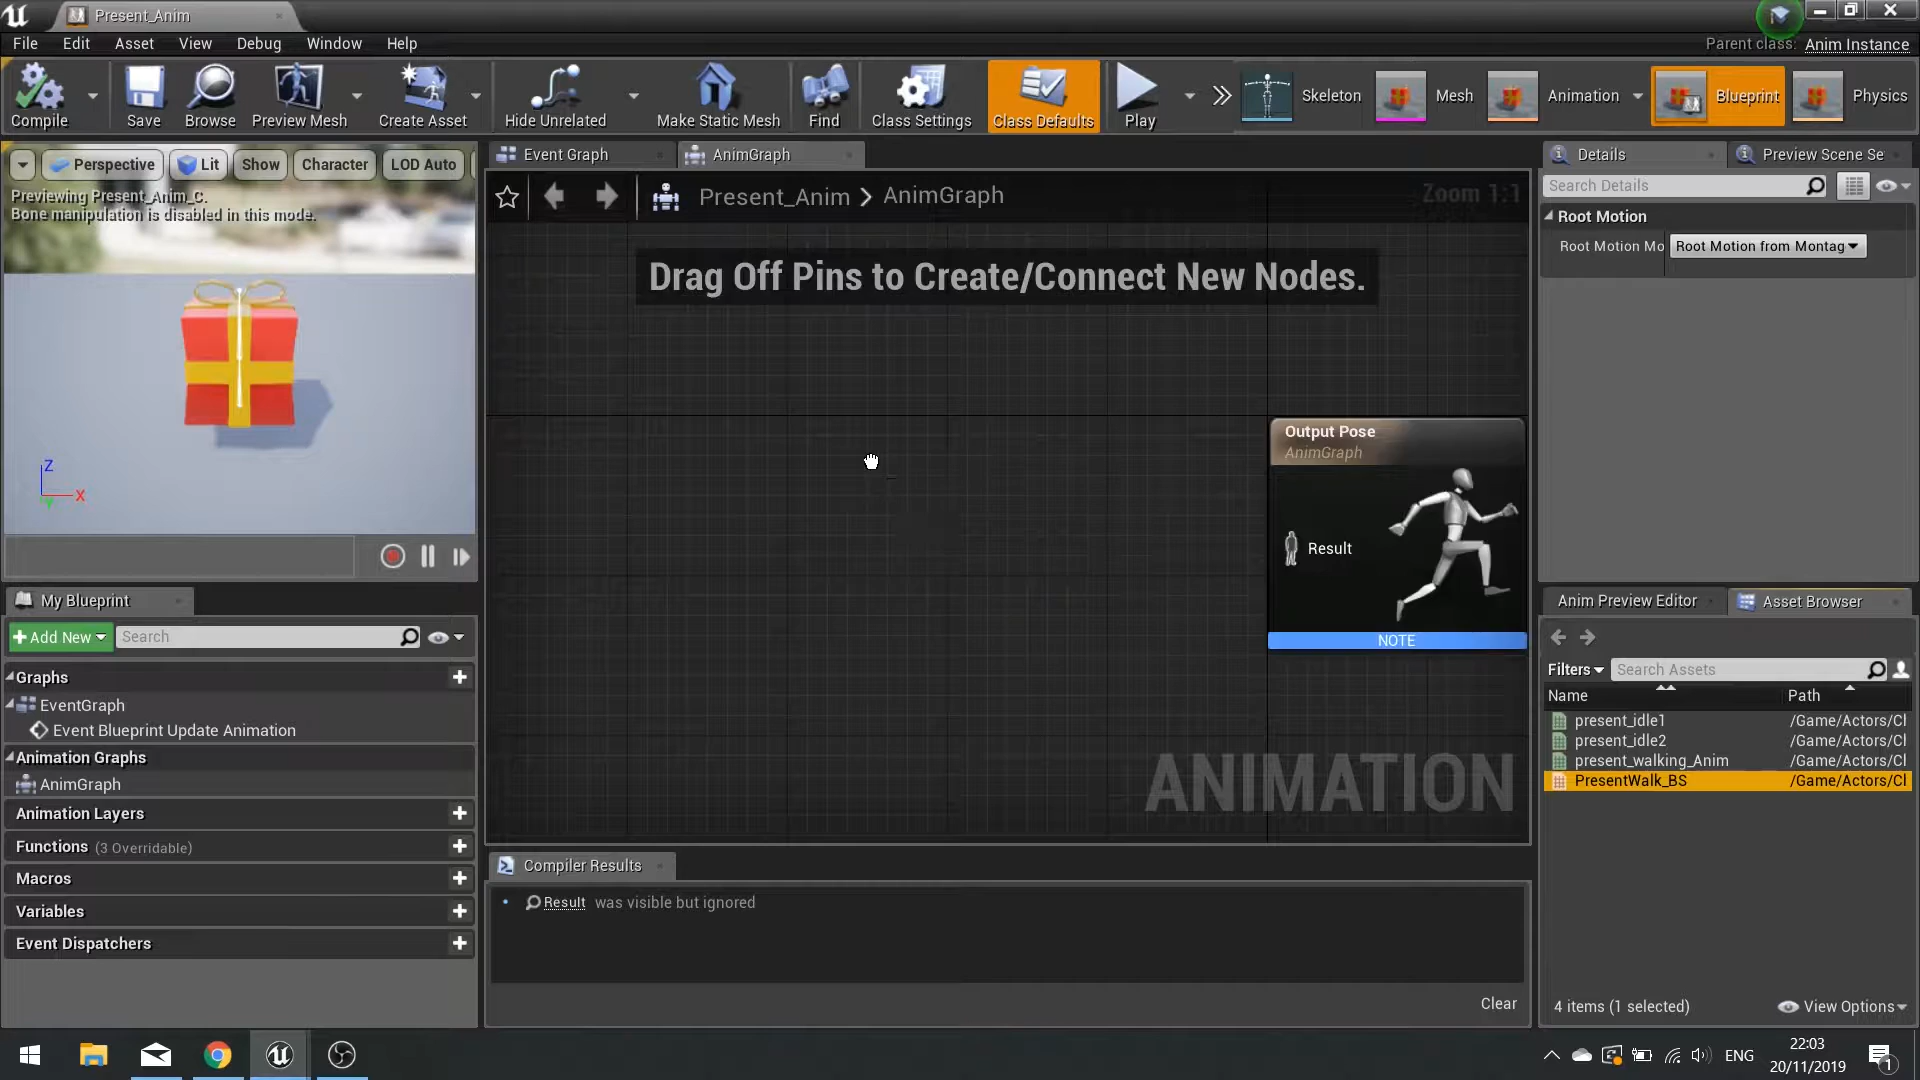 Present_Anim
File Edit Asset View Debug Window Help
Parent class: Anim Instance
Compile Save Browse Preview Mesh Create Asset Hide Unrelated Make Static Mesh Find Class Settings Class Defaults Play Skeleton Mesh Animation Blueprint Physics
Perspective Lit Show Character LOD Auto
Previewing Present_Anim_C.
Bone manipulation is disabled in this mode.
Z
X
Y
My Blueprint
Add New Search
Graphs
EventGraph
Event Blueprint Update Animation
Animation Graphs
AnimGraph
Animation Layers
Functions (3 Overridable)
Macros
Variables
Event Dispatchers
Event Graph AnimGraph
Present_Anim > AnimGraph
Zoom 1:1
Drag Off Pins to Create/Connect New Nodes.
Output Pose
AnimGraph
Result
NOTE
ANIMATION
Compiler Results
Result was visible but ignored
Clear
Details Preview Scene Se
Search Details
Root Motion
Root Motion Mo Root Motion from Montag
Anim Preview Editor Asset Browser
Filters Search Assets
Name Path
present_idle1 /Game/Actors/Cl
present_idle2 /Game/Actors/Cl
present_walking_Anim /Game/Actors/Cl
PresentWalk_BS /Game/Actors/Cl
4 items (1 selected) View Options
ENG
22:03
20/11/2019
1